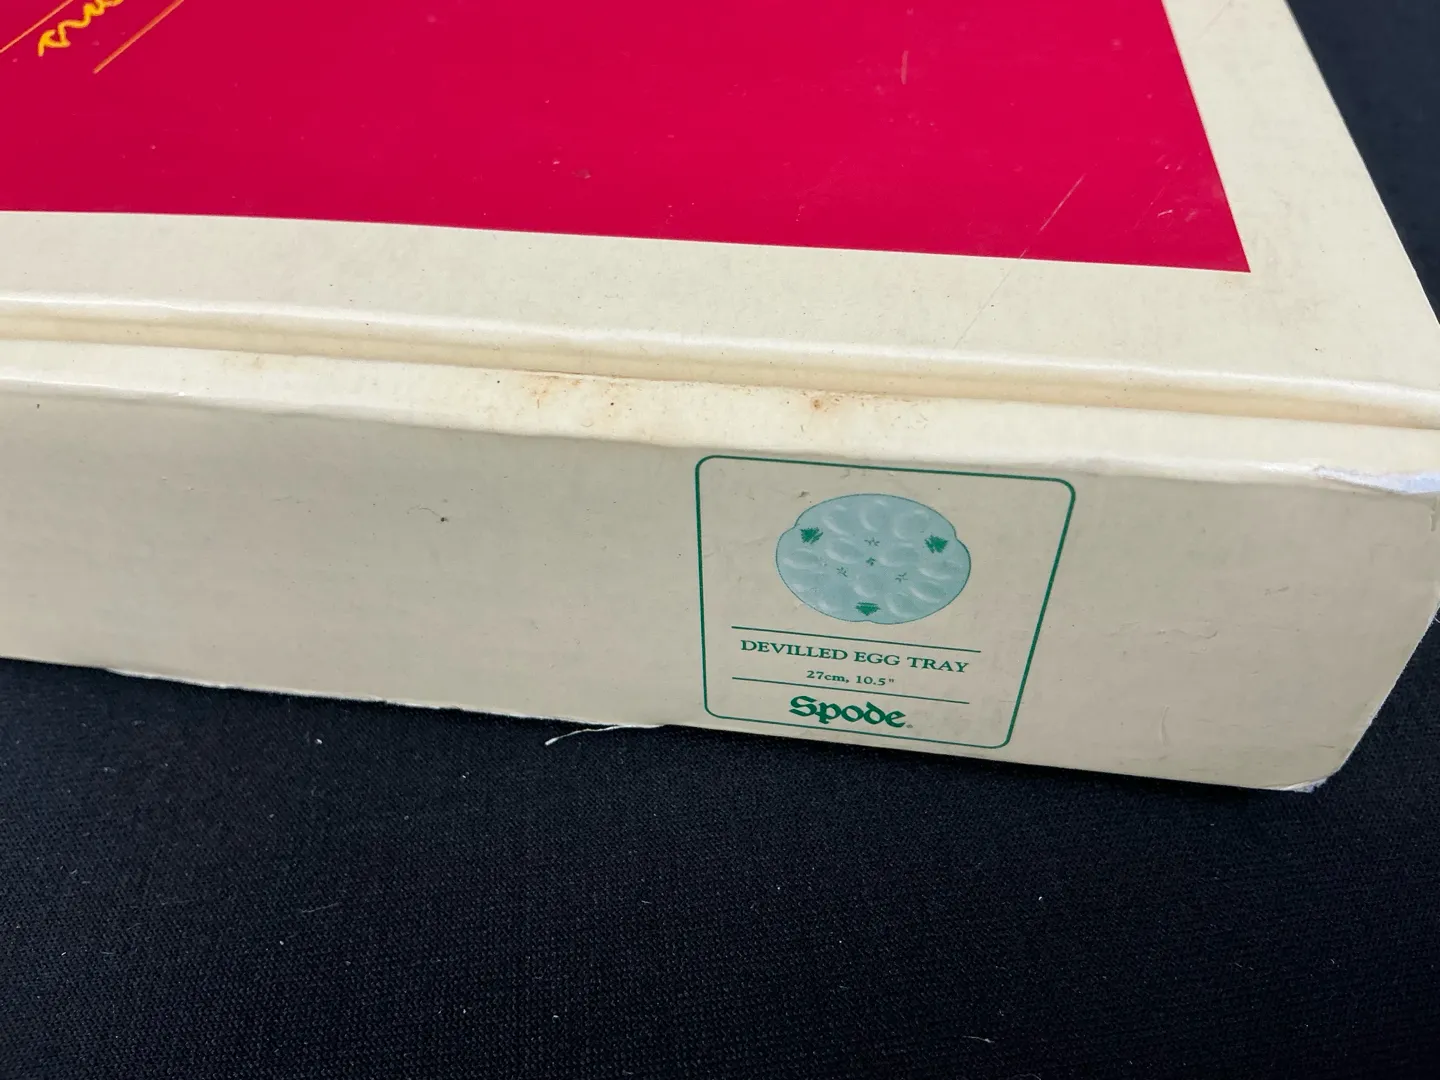 DEVILLED EGG TRAY
27cm, 10.5"
Spode®